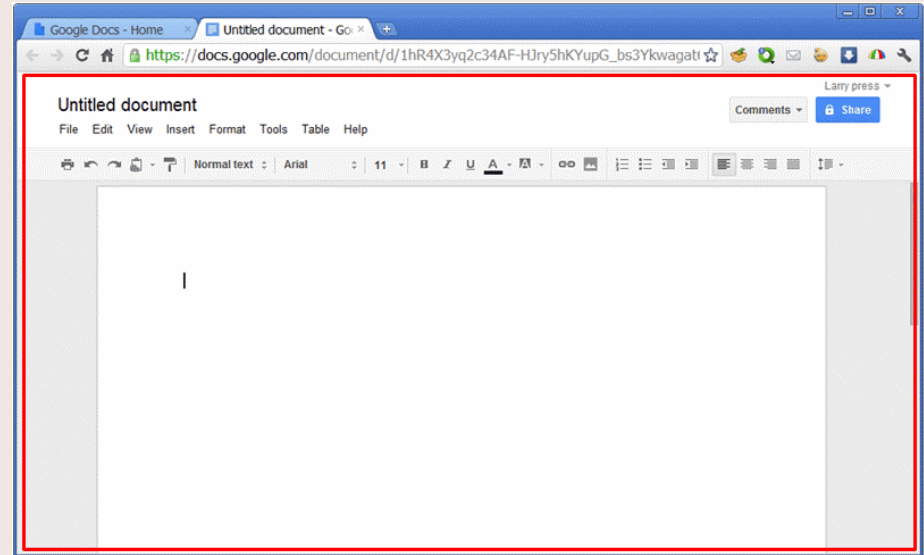 Google Docs - Home
Untitled document - Go
https://docs.google.com/document/d/1hR4X3yq2c34AF-HJry5hKYupG_bs3Ykwagat
Larry press
Untitled document
Comments
Share
File Edit View Insert Format Tools Table Help
Normal text Arial 11 B I U A A